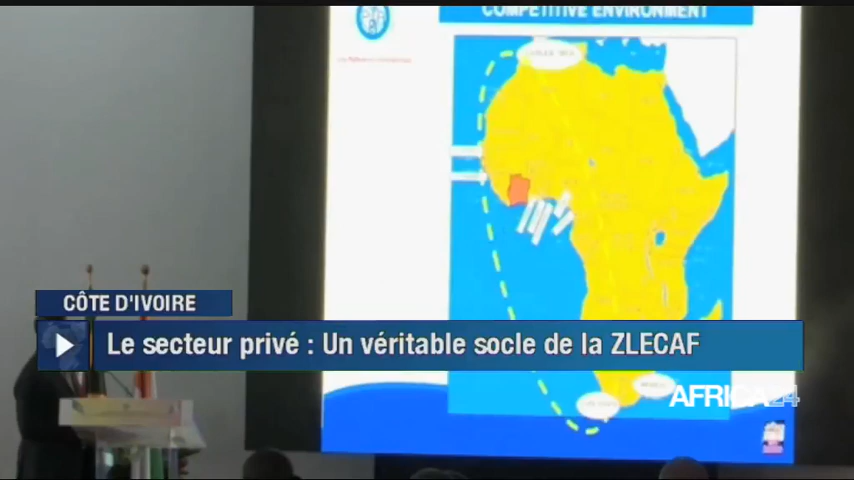 COMPETITIVE ENVIRONMENT
CÔTE D'IVOIRE
Le secteur privé : Un véritable socle de la ZLECAF
AFRICA24